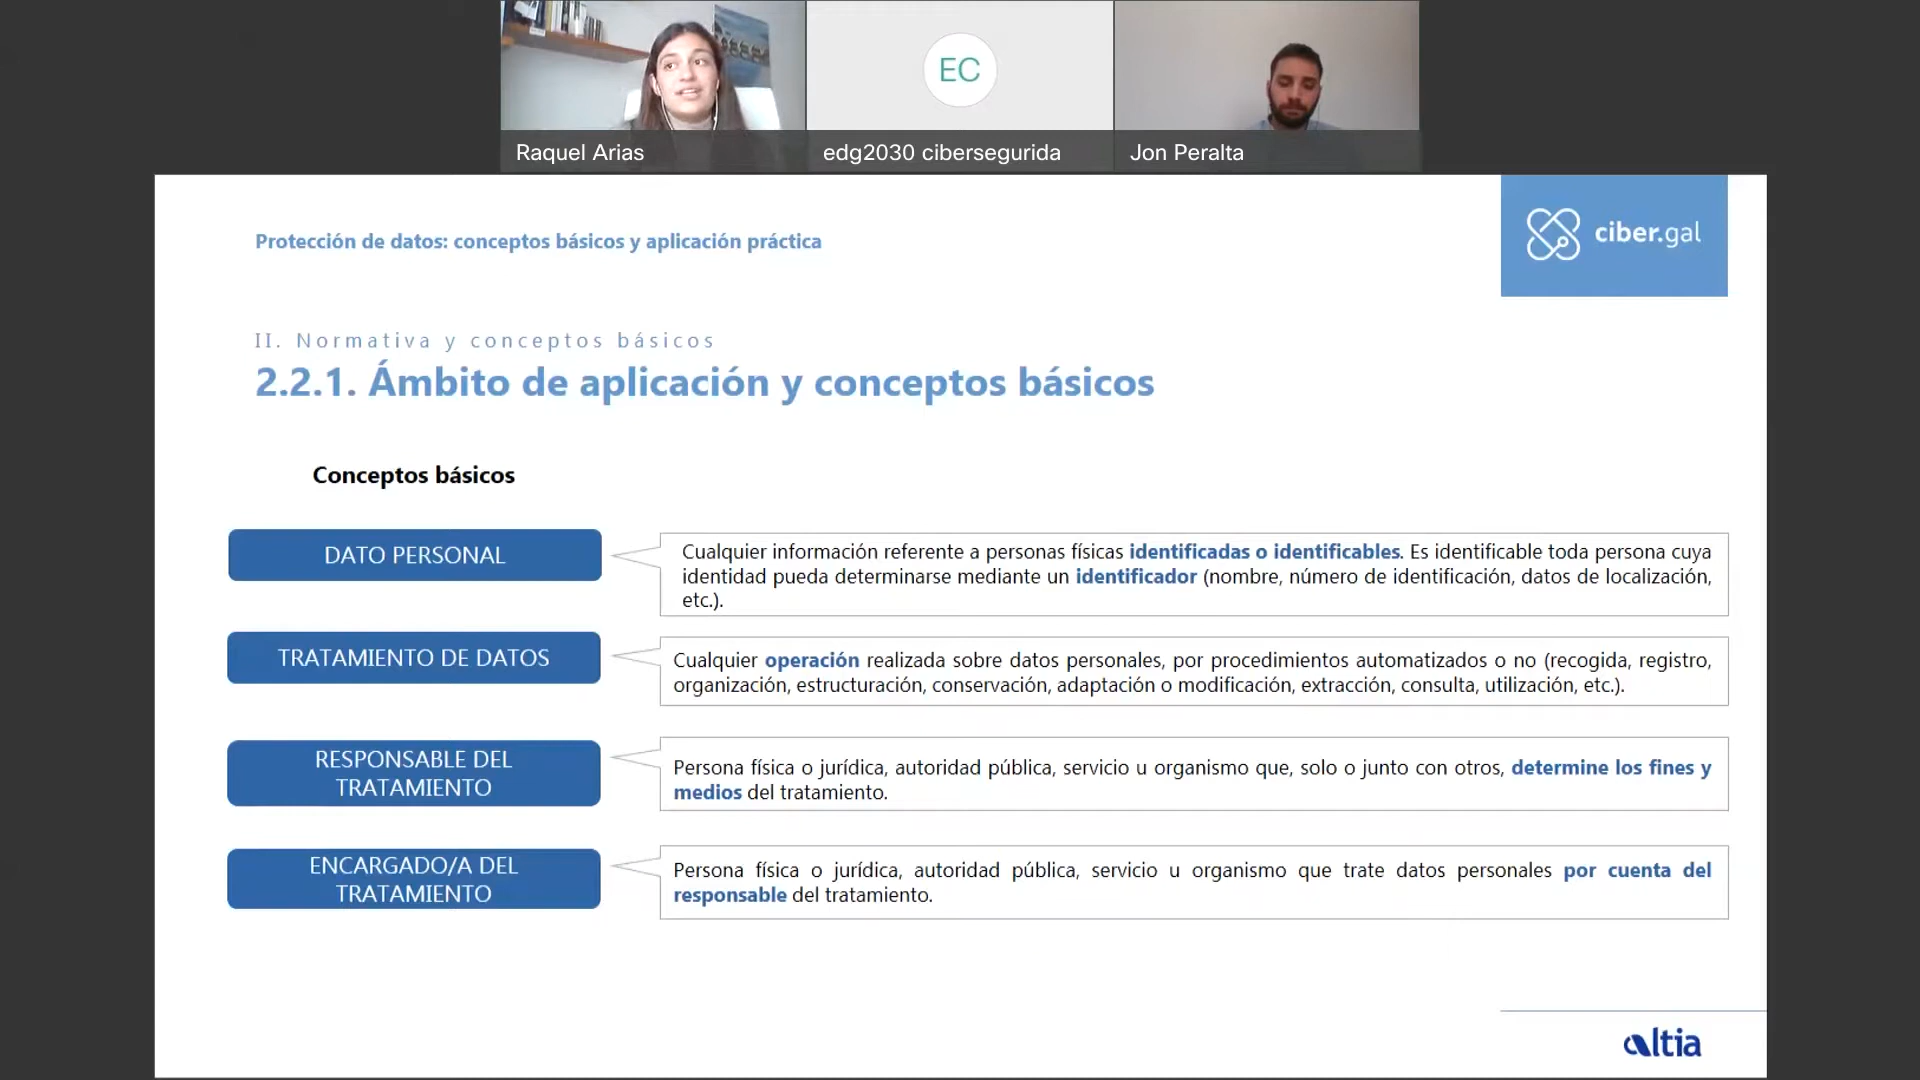 EC
Raquel Arias
edg2030 cibersegurida
Jon Peralta
Protección de datos: conceptos básicos y aplicación práctica
ciber.gal
II. Normativa y conceptos básicos
2.2.1. Ámbito de aplicación y conceptos básicos
Conceptos básicos
DATO PERSONAL
Cualquier información referente a personas físicas identificadas o identificables. Es identificable toda persona cuya
identidad pueda determinarse mediante un identificador (nombre, número de identificación, datos de localización,
etc.).
TRATAMIENTO DE DATOS
Cualquier operación realizada sobre datos personales, por procedimientos automatizados o no (recogida, registro,
organización, estructuración, conservación, adaptación o modificación, extracción, consulta, utilización, etc.).
RESPONSABLE DEL
TRATAMIENTO
Persona física o jurídica, autoridad pública, servicio u organismo que, solo o junto con otros, determine los fines y
medios del tratamiento.
ENCARGADO/A DEL
TRATAMIENTO
Persona física o jurídica, autoridad pública, servicio u organismo que trate datos personales por cuenta del
responsable del tratamiento.
altia